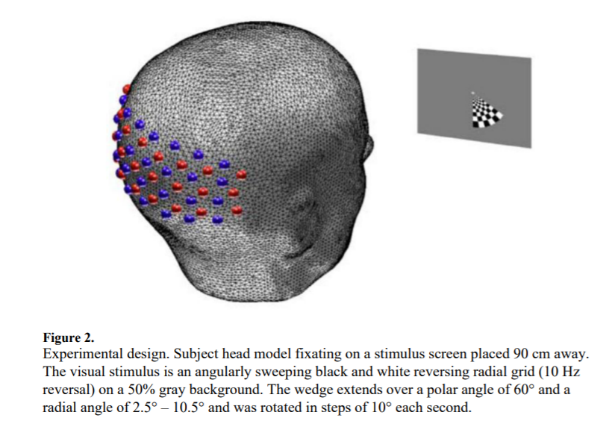 Figure 2.
Experimental design. Subject head model fixating on a stimulus screen placed 90 cm away.
The visual stimulus is an angularly sweeping black and white reversing radial grid (10 Hz
reversal) on a 50% gray background. The wedge extends over a polar angle of 60° and a
radial angle of 2.5° – 10.5° and was rotated in steps of 10° each second.